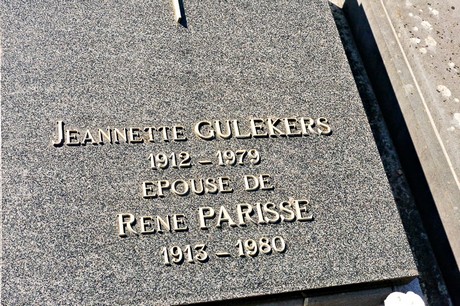 JEANNETTE GULEKERS
1912 - 1979
EPOUSE DE
RENE PARISSE
1913 - 1980